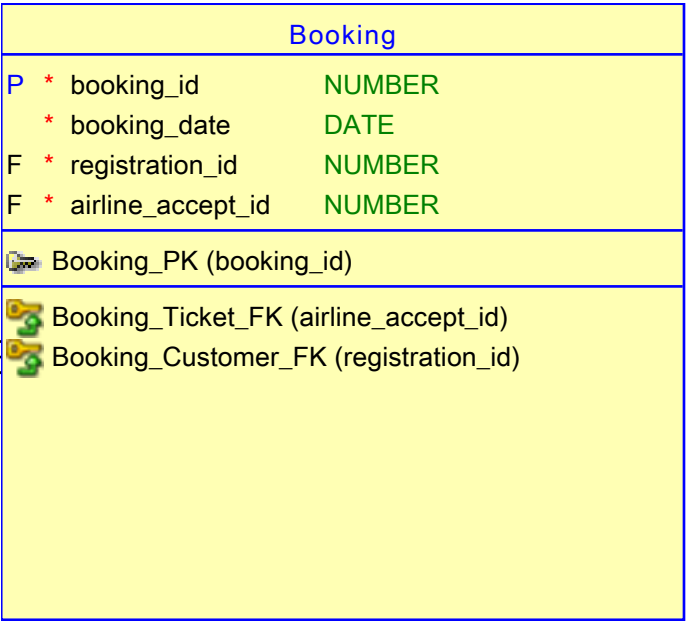 Booking
P * booking_id NUMBER
* booking_date DATE
F * registration_id NUMBER
F * airline_accept_id NUMBER
Booking_PK (booking_id)
Booking_Ticket_FK (airline_accept_id)
Booking_Customer_FK (registration_id)